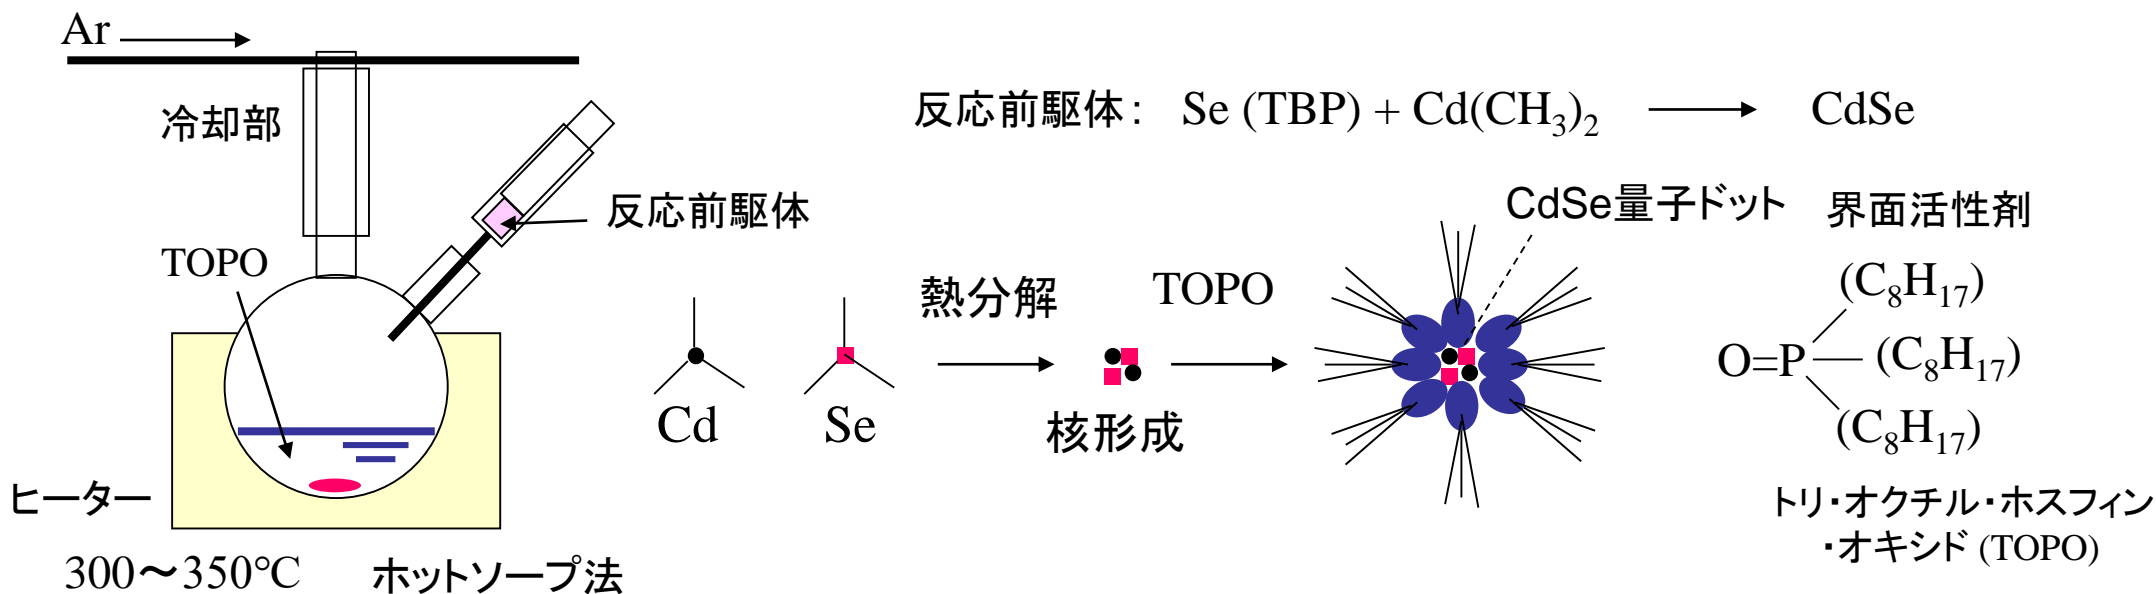 Ar
冷却部
反応前駆体
TOPO
ヒーター
300～350℃
ホットソープ法
反応前駆体： Se (TBP) + Cd(CH3)2 → CdSe
Cd
Se
熱分解
核形成
TOPO
CdSe量子ドット
界面活性剤
(C8H17)
O=P (C8H17)
(C8H17)
トリ・オクチル・ホスフィン
・オキシド (TOPO)